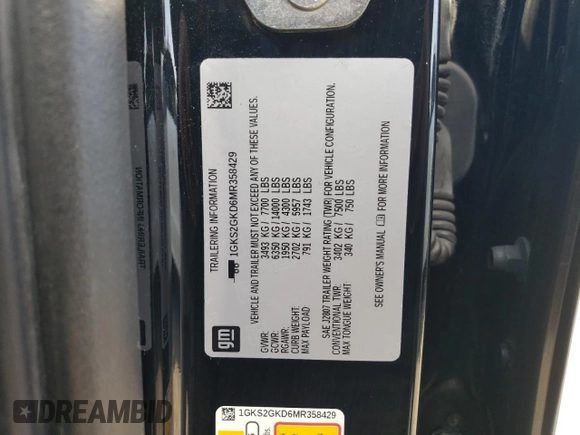 TRAILERING INFORMATION
1GKS2GKD6MR358429
gm
VEHICLE AND TRAILER MUST NOT EXCEED ANY OF THESE VALUES.
GVWR: 3493 KG / 7700 LBS
GCWR: 6350 KG / 14000 LBS
RGAWR: 1950 KG / 4300 LBS
CURB WEIGHT: 2702 KG / 5957 LBS
MAX PAYLOAD 791 KG / 1743 LBS
SAE J2807 TRAILER WEIGHT RATING (TWR) FOR VEHICLE CONFIGURATION.
CONVENTIONAL TWR: 3402 KG / 7500 LBS
MAX TONGUE WEIGHT 340 KG / 750 LBS
SEE OWNER'S MANUAL FOR MORE INFORMATION
1GKS2GKD6MR358429
DREAMBID